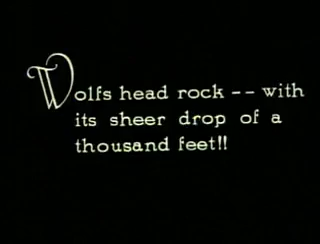 Wolfs head rock -- with
its sheer drop of a
thousand feet!!